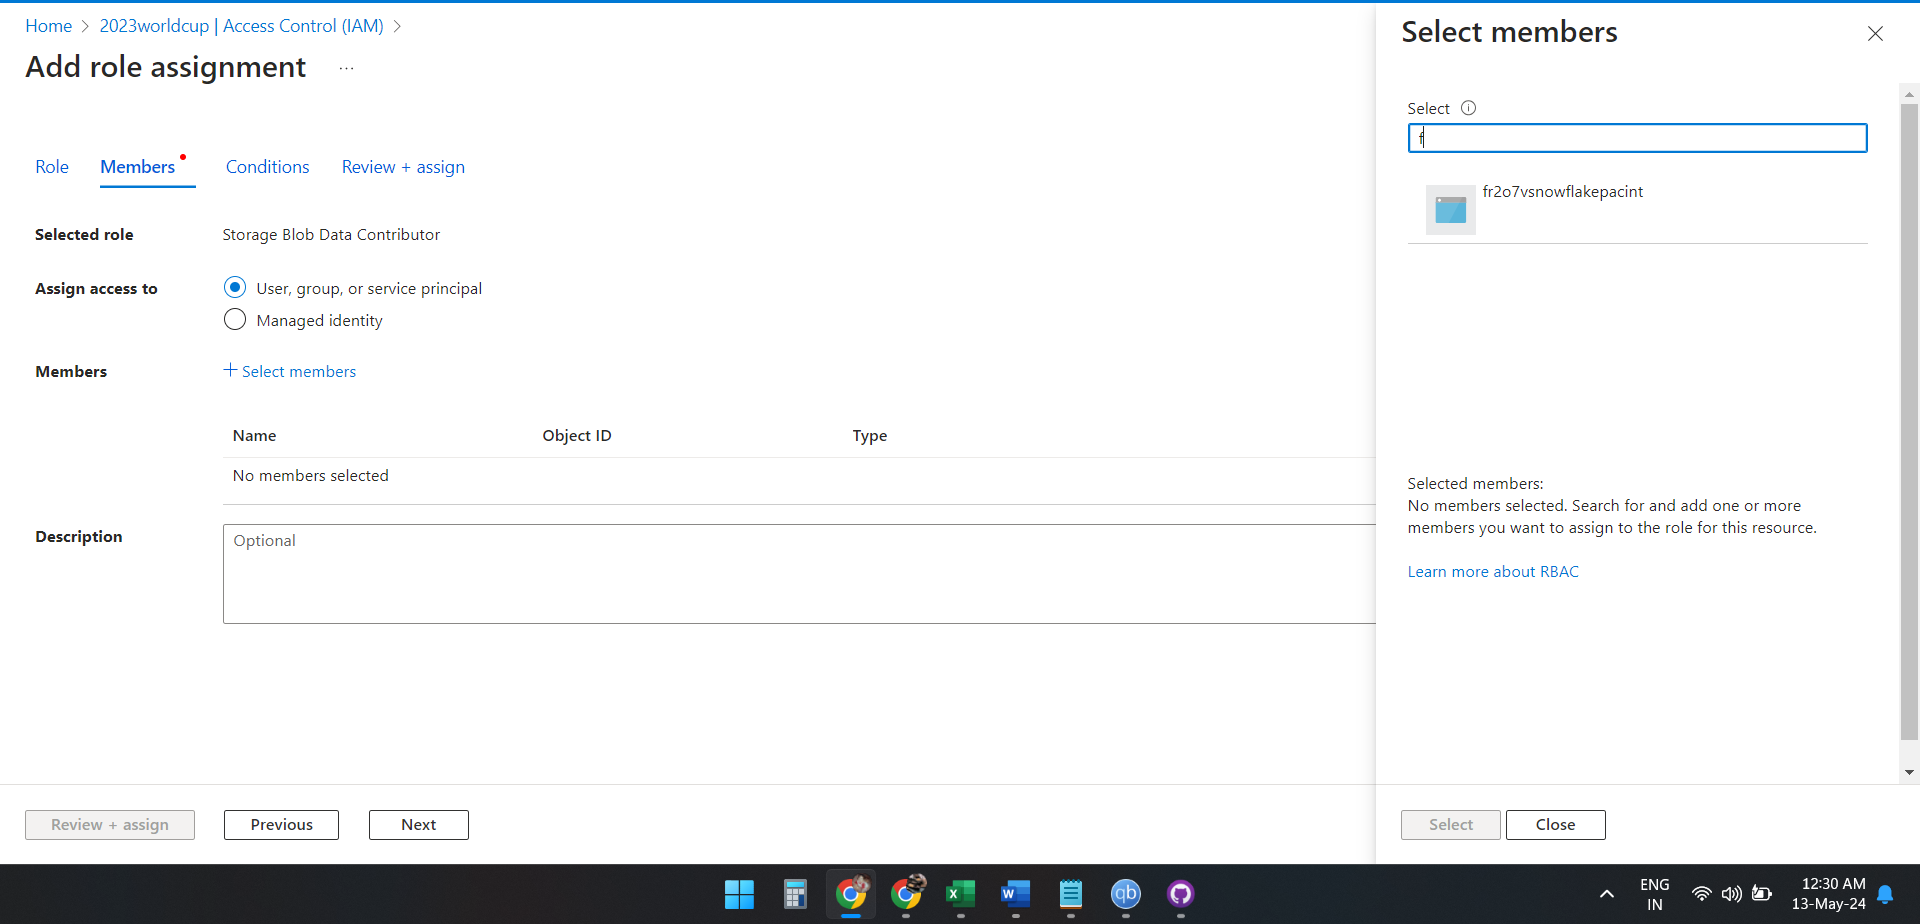 Home > 2023worldcup | Access Control (IAM) >
Add role assignment ...
Role Members Conditions Review + assign
Selected role Storage Blob Data Contributor
Assign access to User, group, or service principal
Managed identity
Members + Select members
Name Object ID Type
No members selected
Description Optional
Review + assign Previous Next
Select members
Select
f
fr2o7vsnowflakepacint
Selected members:
No members selected. Search for and add one or more
members you want to assign to the role for this resource.
Learn more about RBAC
Select Close
qb
ENG
IN
12:30 AM
13-May-24